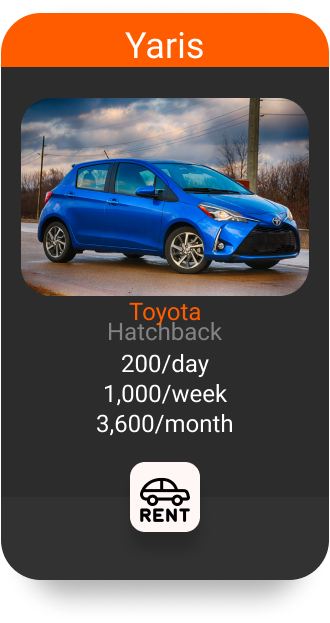 Yaris
Toyota
Hatchback
200/day
1,000/week
3,600/month
RENT